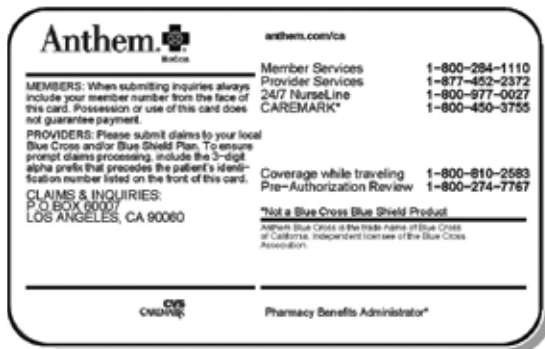 Anthem.
anthem.com/ca
Member Services 1-800-284-1110
Provider Services 1-877-452-2372
24/7 NurseLine 1-800-977-0027
CAREMARK* 1-800-450-3755
MEMBERS: When submitting inquiries always
include your member number from the face of
this card. Possession or use of this card does
not guarantee payment.
PROVIDERS: Please submit claims to your local
Blue Cross and/or Blue Shield Plan. To ensure
prompt claims processing, include the 3-digit
alpha prefix that precedes the patient's identi-
fication number listed on the front of this card.
CLAIMS & INQUIRIES:
P.O BOX 60007
LOS ANGELES, CA 90060
Coverage while traveling 1-800-810-2583
Pre-Authorization Review 1-800-274-7767
*Not a Blue Cross Blue Shield Product
Anthem Blue Cross is the trade name of Blue Cross
of California. Independent licensee of the Blue Cross
Association.
CVS
CAREMARK
Pharmacy Benefits Administrator*